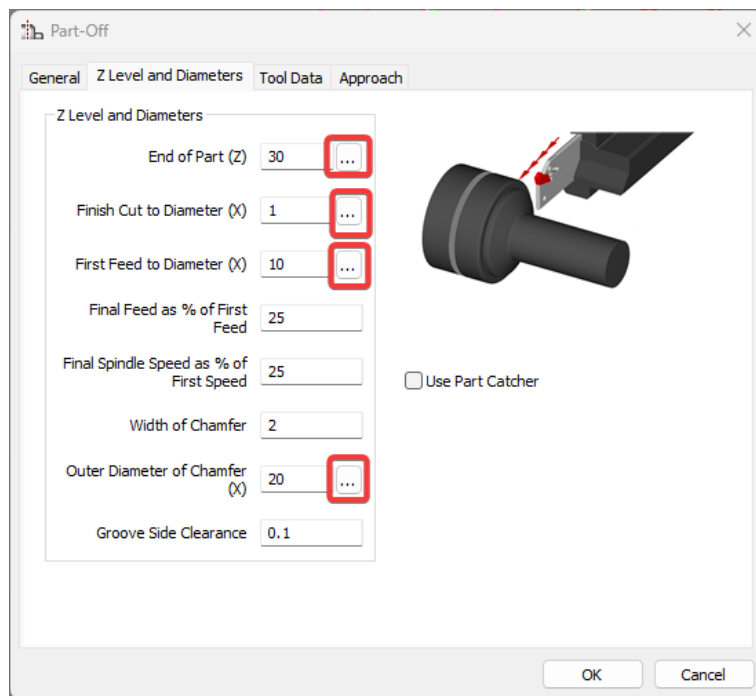 Part-Off
General Z Level and Diameters Tool Data Approach
Z Level and Diameters
End of Part (Z) 30 ...
Finish Cut to Diameter (X) 1 ...
First Feed to Diameter (X) 10 ...
Final Feed as % of First
Feed 25
Final Spindle Speed as % of
First Speed 25
Use Part Catcher
Width of Chamfer 2
Outer Diameter of Chamfer
(X) 20 ...
Groove Side Clearance 0.1
OK Cancel